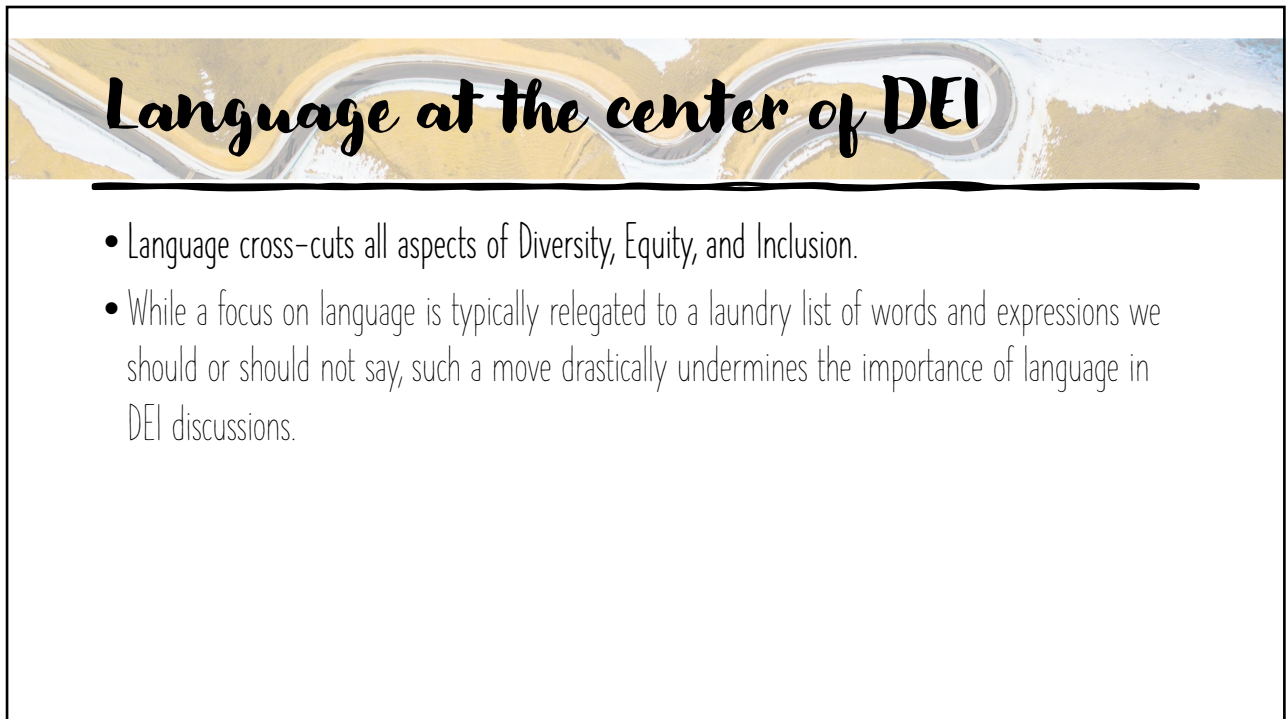 Language at the center of DEI
• Language cross-cuts all aspects of Diversity, Equity, and Inclusion.
• While a focus on language is typically relegated to a laundry list of words and expressions we
should or should not say, such a move drastically undermines the importance of language in
DEI discussions.